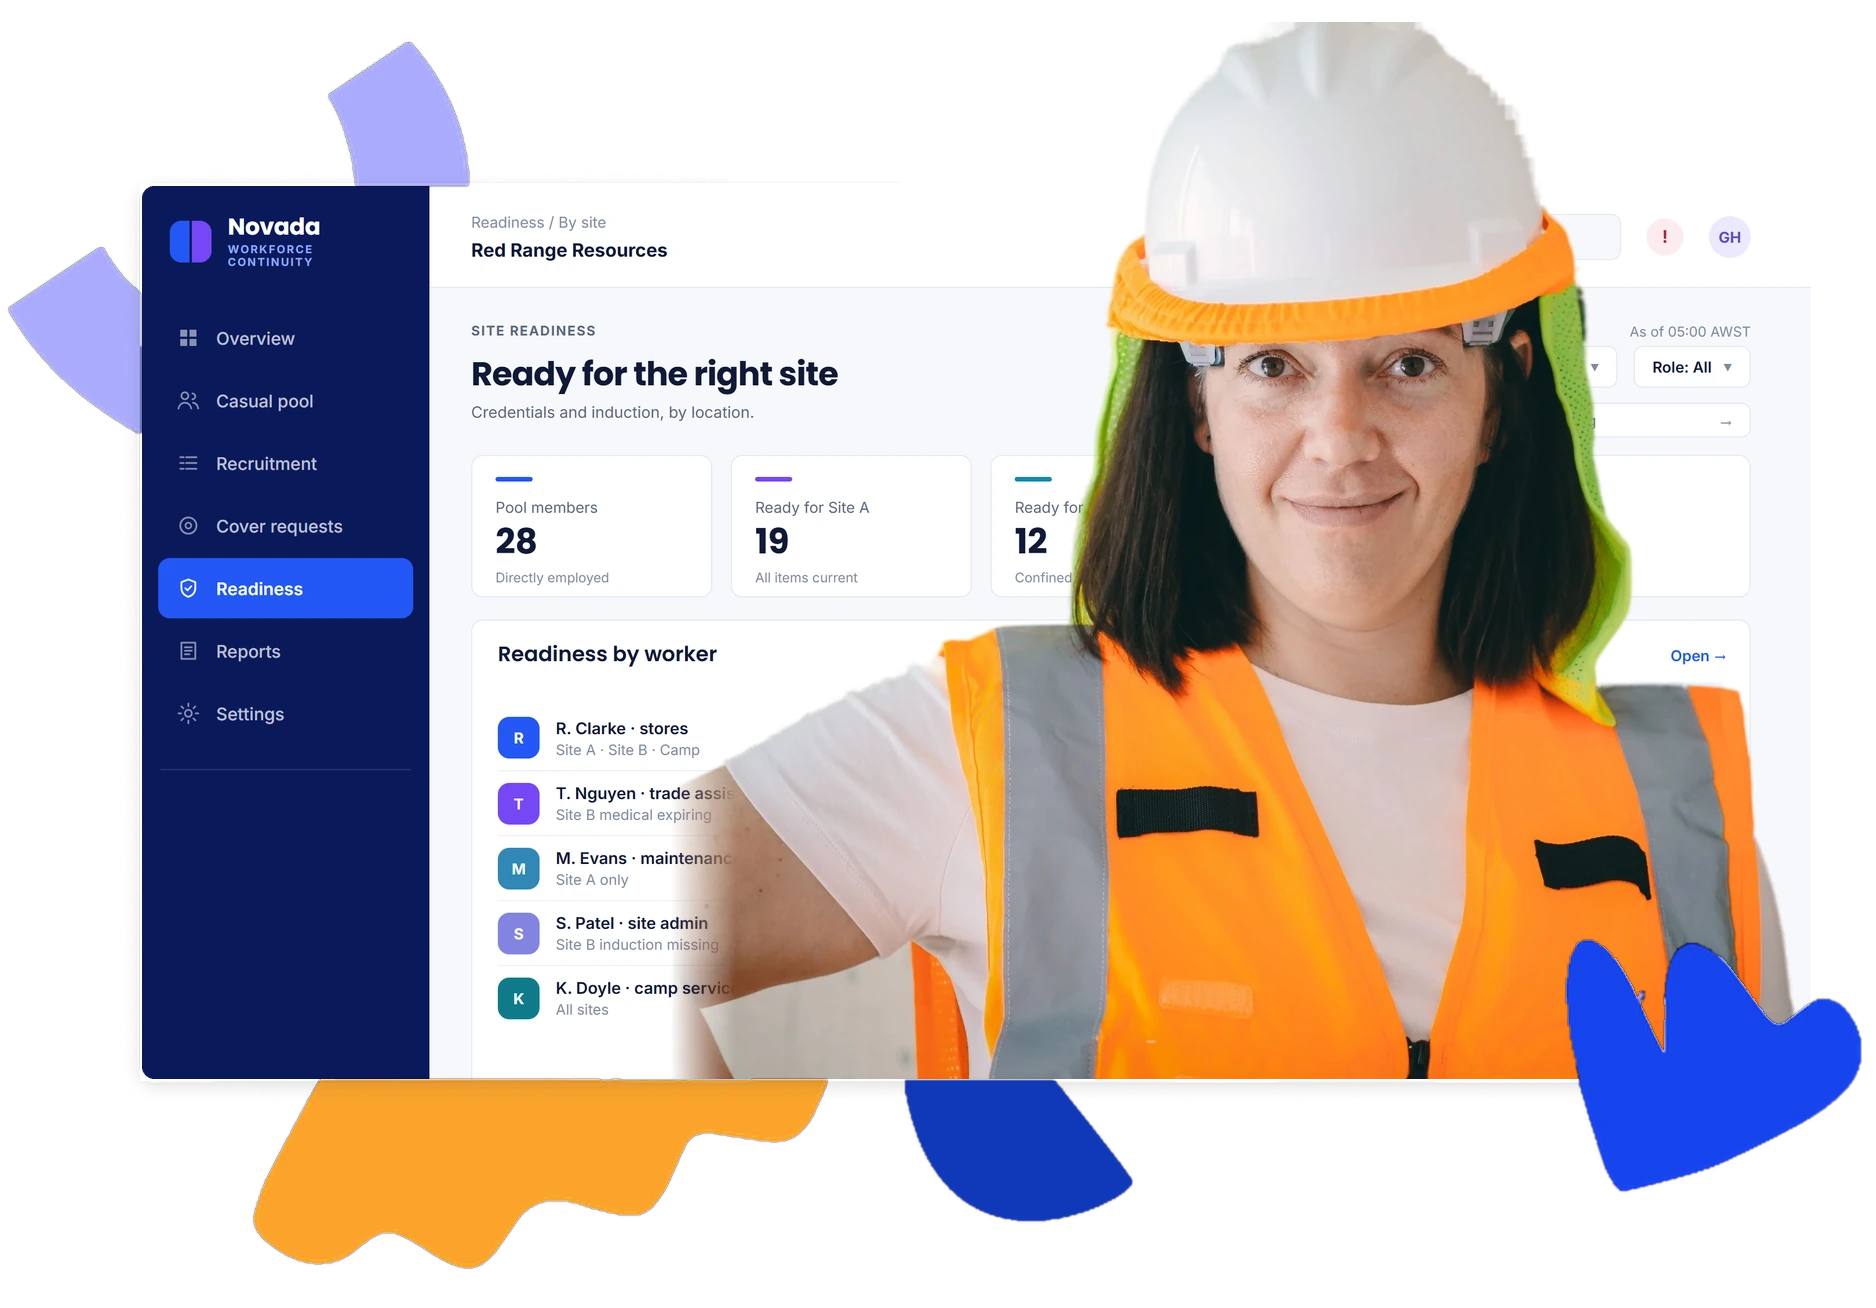 Novada
WORKFORCE
CONTINUITY
Overview
Casual pool
Recruitment
Cover requests
Readiness
Reports
Settings
Readiness / By site
Red Range Resources
!
GH
SITE READINESS
Ready for the right site
Credentials and induction, by location.
As of 05:00 AWST
Role: All ▼
→
Pool members
28
Directly employed
Ready for Site A
19
All items current
Ready for
12
Confined
Readiness by worker
Open →
R
R. Clarke · stores
Site A · Site B · Camp
T
T. Nguyen · trade assis
Site B medical expiring
M
M. Evans · maintenanc
Site A only
S
S. Patel · site admin
Site B induction missing
K
K. Doyle · camp servic
All sites